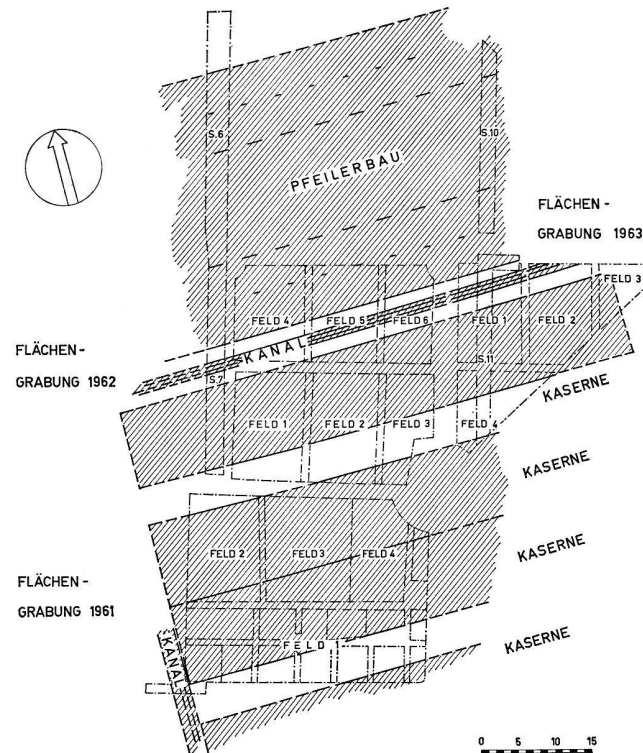 S.6
S.10
PFEILERBAU
FLÄCHEN-
GRABUNG 1963
FELD 3
FELD 4
FELD 5
FELD 6
FELD 1
FELD 2
KANAL
FLÄCHEN-
GRABUNG 1962
S.7
S.11
KASERNE
FELD 1
FELD 2
FELD 3
FELD 4
KASERNE
FELD 2
FELD 3
FELD 4
KASERNE
FLÄCHEN-
GRABUNG 1961
FELD 1
KANAL
KASERNE
0 5 10 15